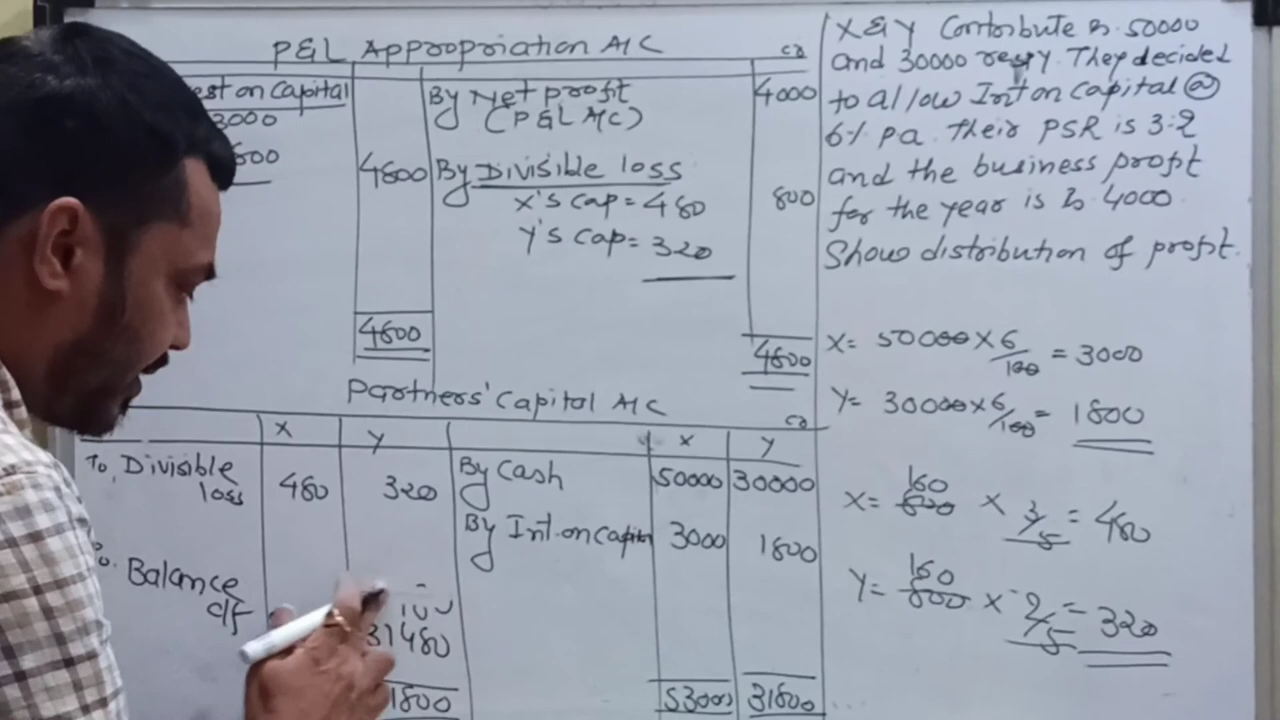 P&L Appropriation A/C
Cr
est on Capital
3000
800
4800
4800
By Net profit
(P&L A/C)
4000
By Divisible loss
800
X's Cap = 480
Y's Cap = 320
4800
X & Y Contribute Rs. 50000
and 30000 respy. They decided
to allow Int on Capital @
6% pa. Their PSR is 3:2
and the business profit
for the year is Rs. 4000
Show distribution of profit.
X= 50000 X 6/100 = 3000
Y= 30000 x 6/100 = 1800
160
X= 800 x 3/5 = 480
160
Y= 800 x 2/5 = 320
Partners' Capital A/C
Cr
X Y X Y
To, Divisible loss 480 320
By Cash 50000 30000
By Int. on Capital 3000 1800
To. Balance
c/f
31480
1800
53000 31800